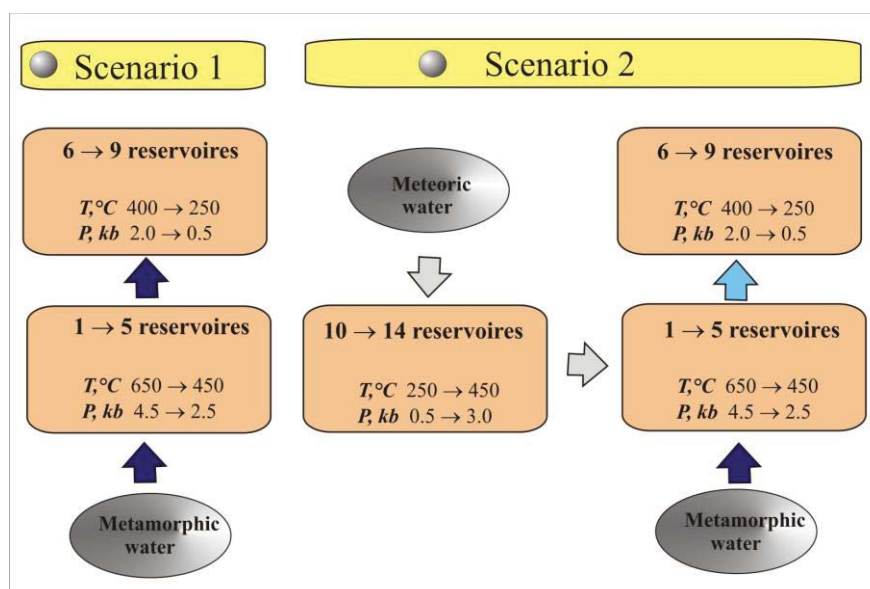 Scenario 1
Scenario 2
6 → 9 reservoires
T,°C 400 → 250
P, kb 2.0 → 0.5
Meteoric
water
6 → 9 reservoires
T,°C 400 → 250
P, kb 2.0 → 0.5
1 → 5 reservoires
T,°C 650 → 450
P, kb 4.5 → 2.5
10 → 14 reservoires
T,°C 250 → 450
P, kb 0.5 → 3.0
1 → 5 reservoires
T,°C 650 → 450
P, kb 4.5 → 2.5
Metamorphic
water
Metamorphic
water